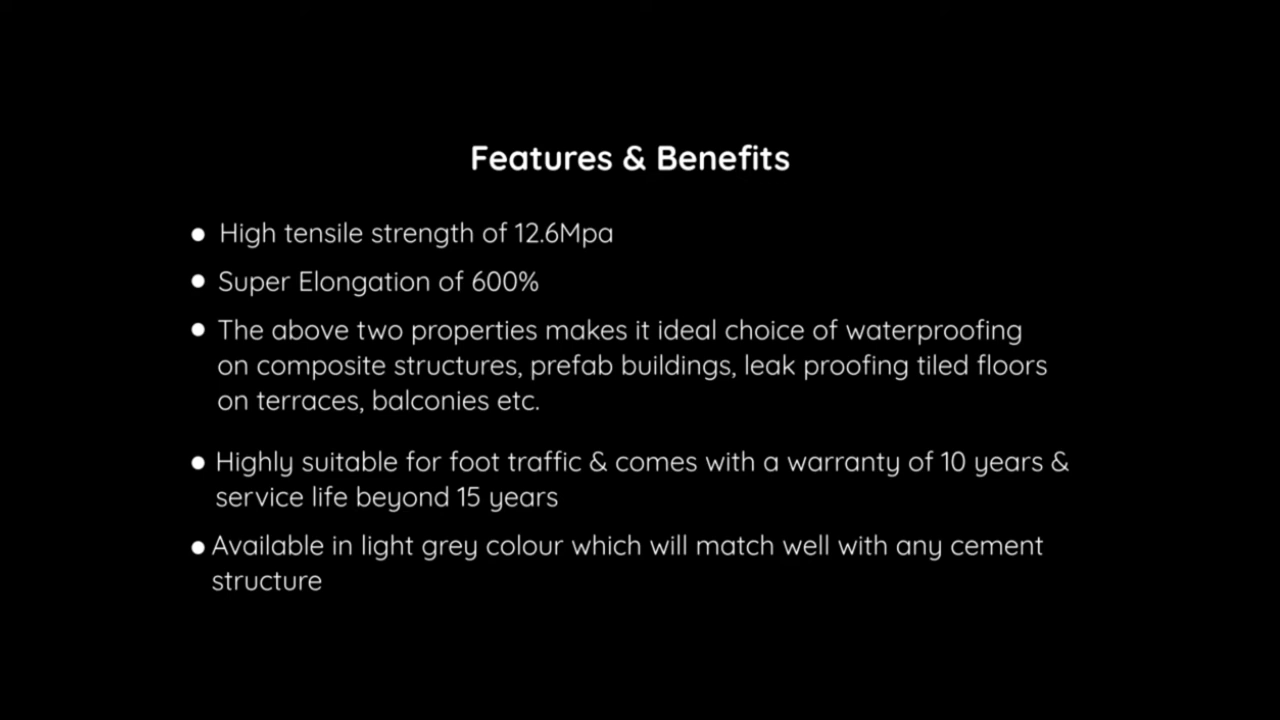 Features & Benefits
● High tensile strength of 12.6Mpa
● Super Elongation of 600%
● The above two properties makes it ideal choice of waterproofing
on composite structures, prefab buildings, leak proofing tiled floors
on terraces, balconies etc.
● Highly suitable for foot traffic & comes with a warranty of 10 years &
service life beyond 15 years
● Available in light grey colour which will match well with any cement
structure